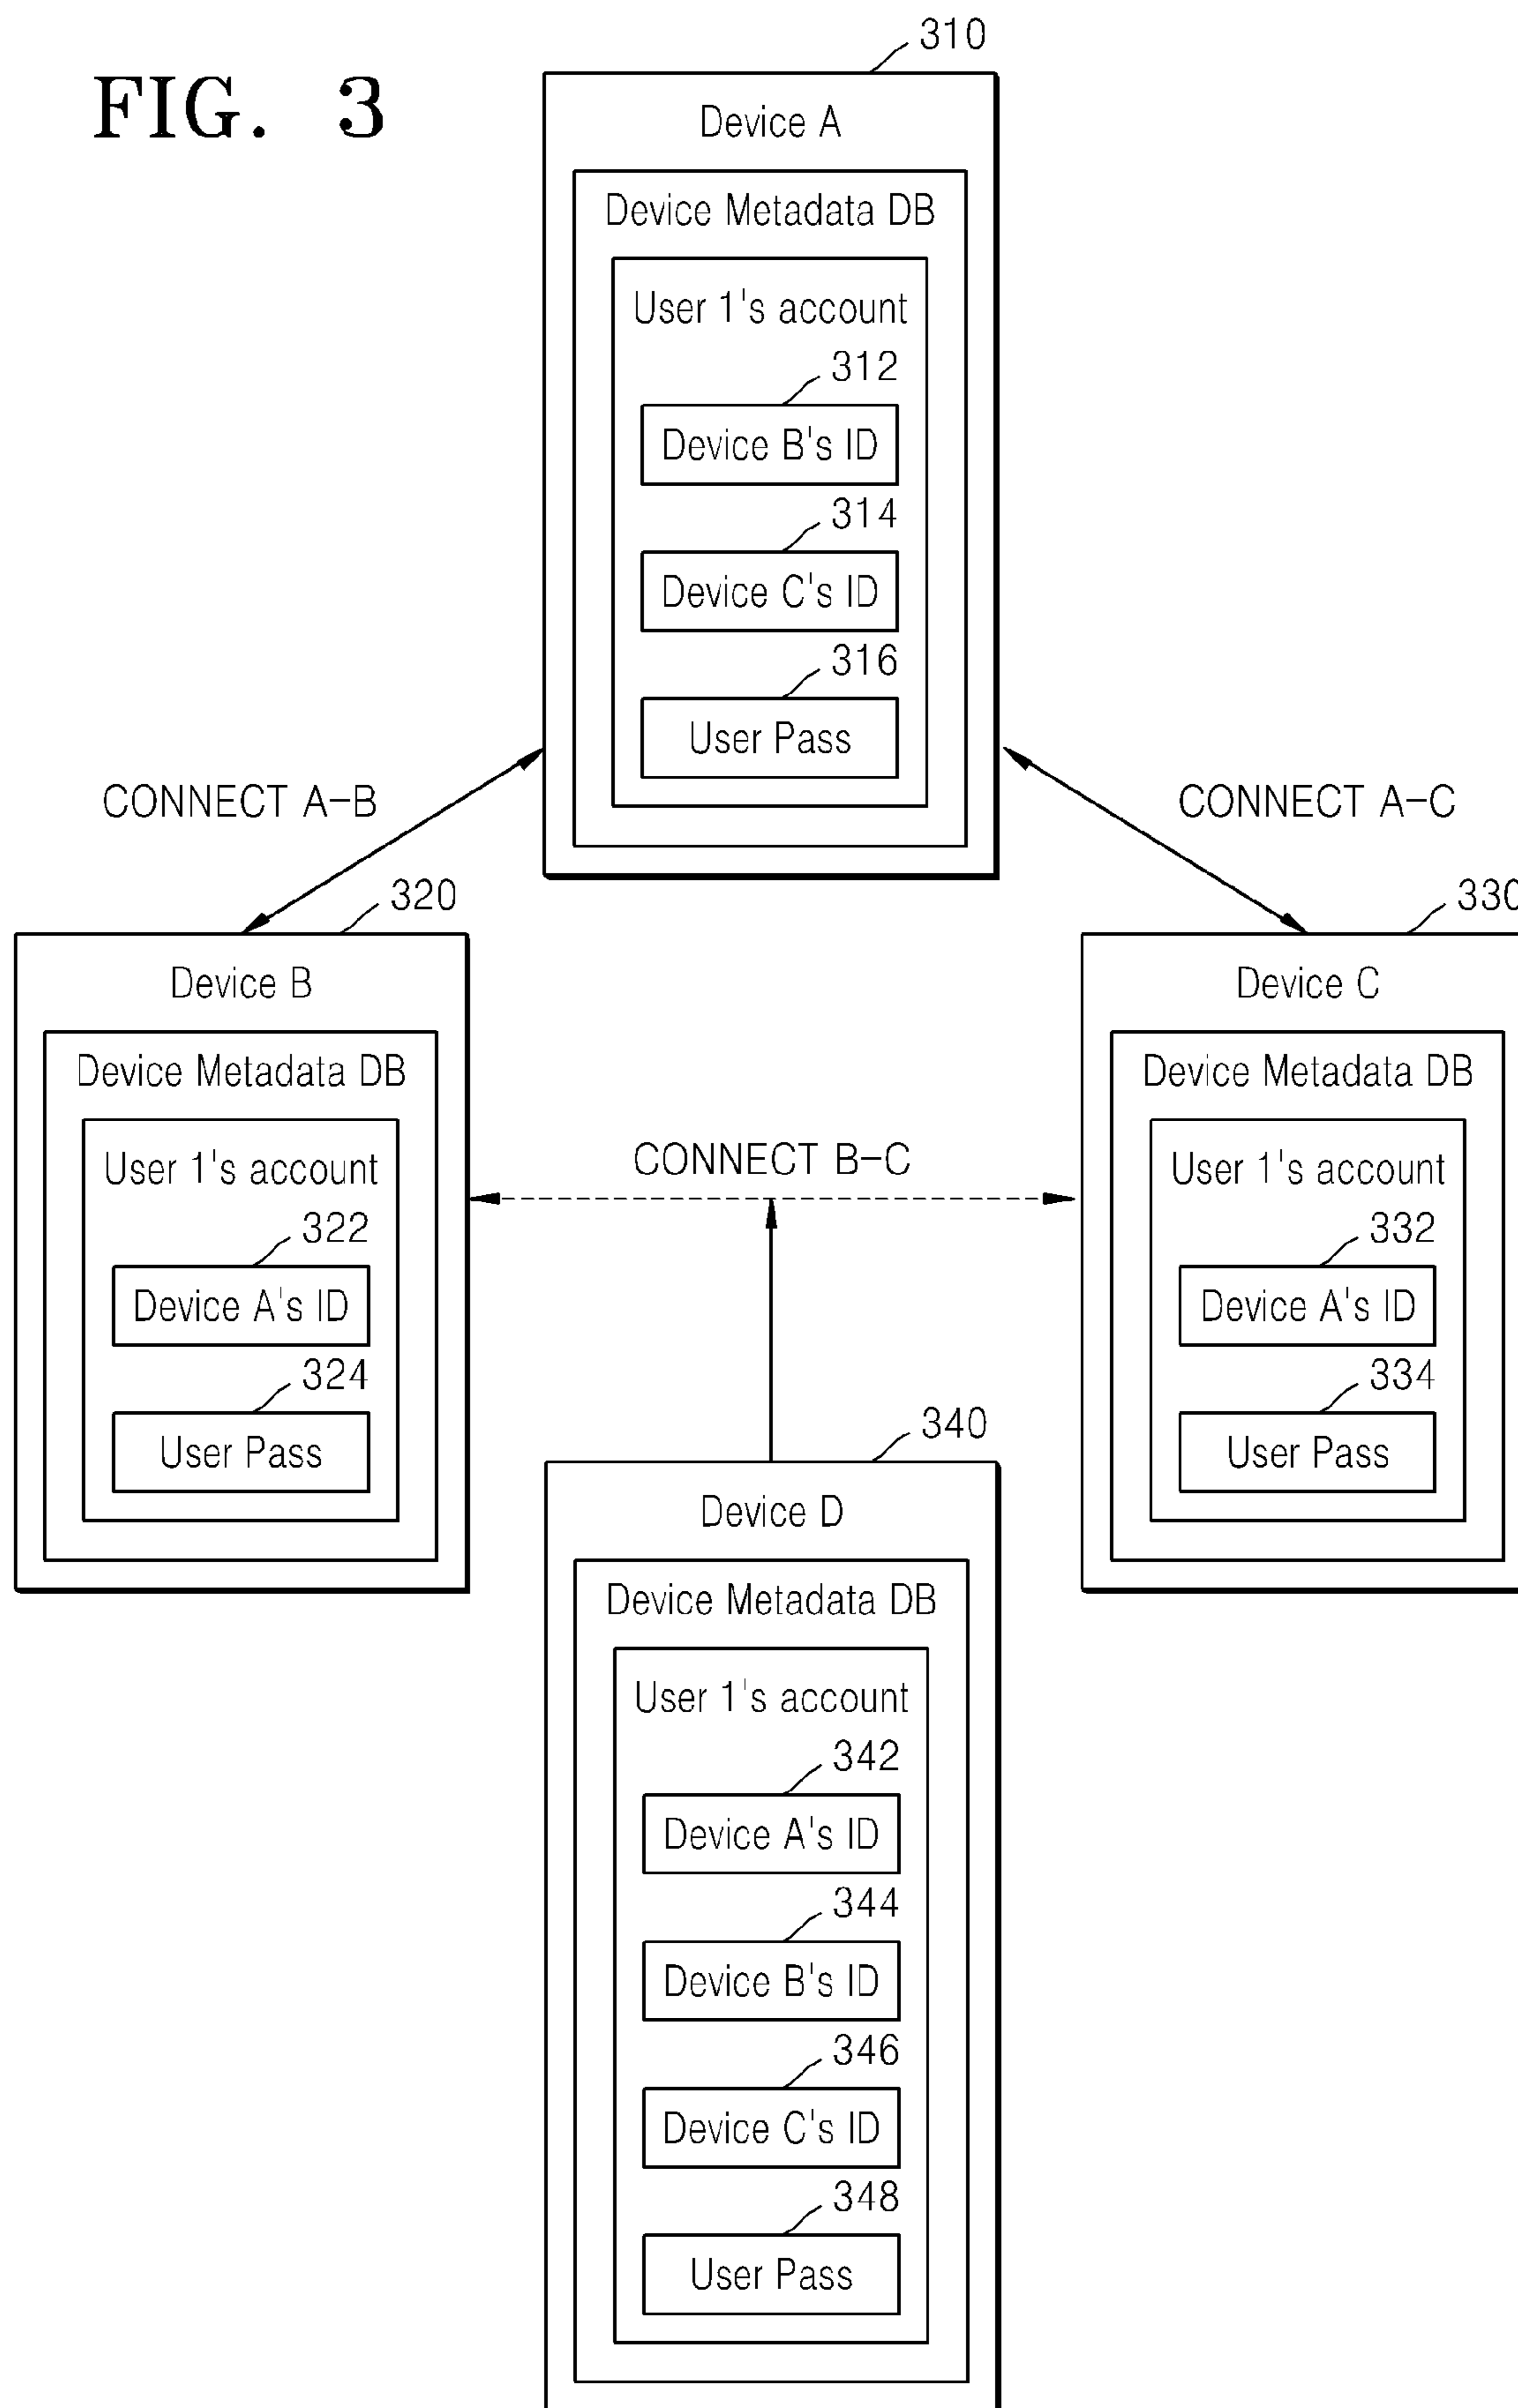 FIG. 3
310
Device A
Device Metadata DB
User 1's account
312
Device B's ID
314
Device C's ID
316
User Pass
CONNECT A-B
CONNECT A-C
320
Device B
Device Metadata DB
User 1's account
322
Device A's ID
324
User Pass
CONNECT B-C
330
Device C
Device Metadata DB
User 1's account
332
Device A's ID
334
User Pass
340
Device D
Device Metadata DB
User 1's account
342
Device A's ID
344
Device B's ID
346
Device C's ID
348
User Pass